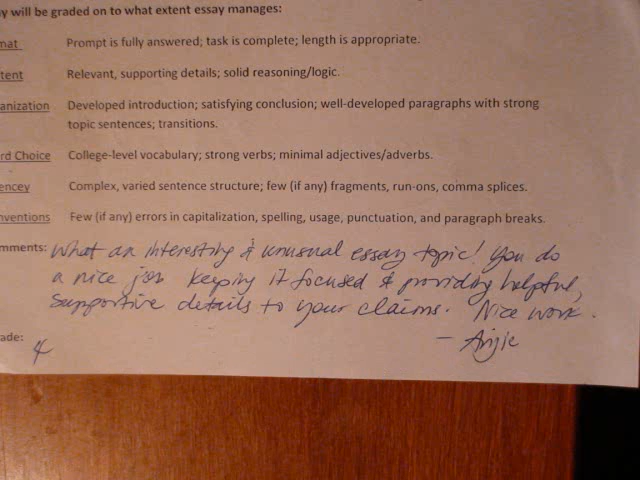 y will be graded on to what extent essay manages:
mat Prompt is fully answered; task is complete; length is appropriate.
tent Relevant, supporting details; solid reasoning/logic.
anization Developed introduction; satisfying conclusion; well-developed paragraphs with strong
topic sentences; transitions.
rd Choice College-level vocabulary; strong verbs; minimal adjectives/adverbs.
encey Complex, varied sentence structure; few (if any) fragments, run-ons, comma splices.
nventions Few (if any) errors in capitalization, spelling, usage, punctuation, and paragraph breaks.
mments: What an interesting & unusual essay topic! You do
a nice job keeping it focused & providing helpful,
supportive details to your claims. Nice work.
- Anjie
ade: 4